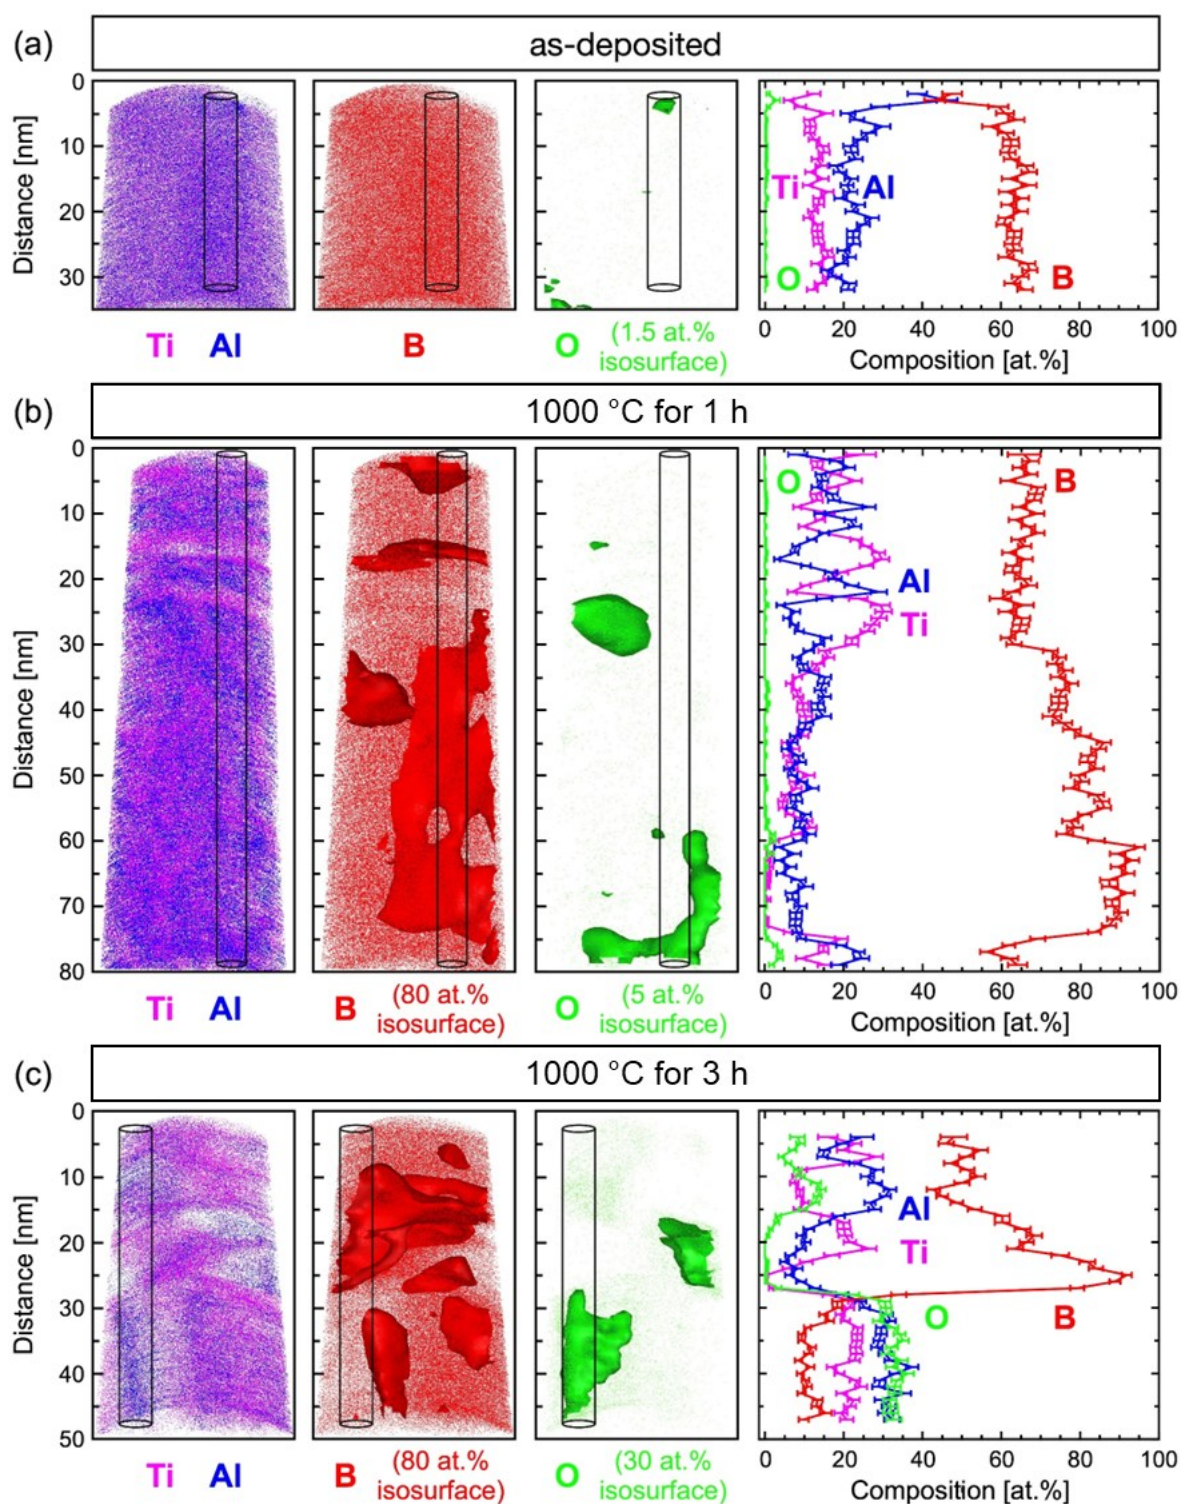 (a)
as-deposited
Distance [nm]
0
10
20
30
Ti Al
B
O (1.5 at.%
isosurface)
Ti
Al
O
B
0 20 40 60 80 100
Composition [at.%]
(b)
1000 °C for 1 h
Distance [nm]
0
10
20
30
40
50
60
70
80
Ti Al
B (80 at.%
isosurface)
O (5 at.%
isosurface)
O
B
Al
Ti
0 20 40 60 80 100
Composition [at.%]
(c)
1000 °C for 3 h
Distance [nm]
0
10
20
30
40
50
Ti Al
B (80 at.%
isosurface)
O (30 at.%
isosurface)
Al
Ti
O
B
0 20 40 60 80 100
Composition [at.%]